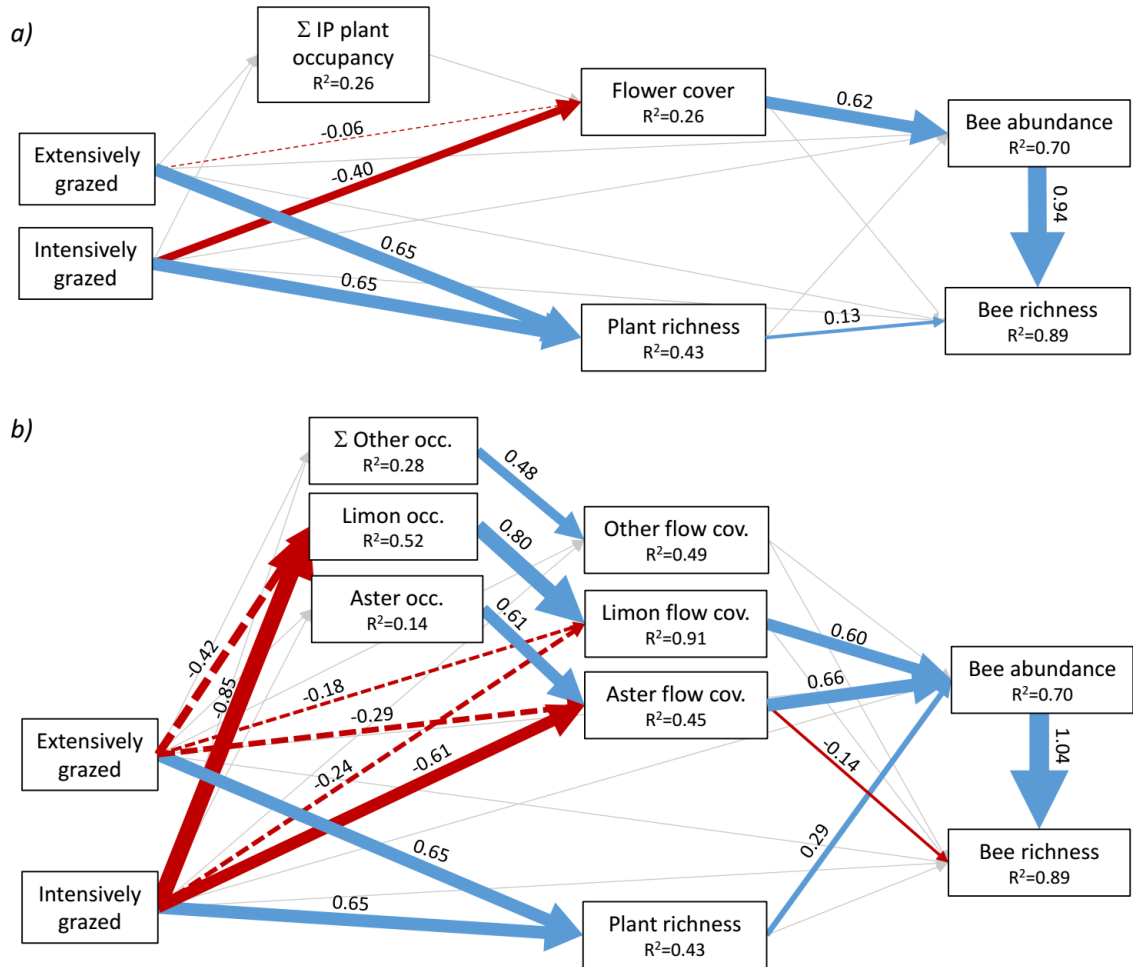 a)
Σ IP plant
occupancy
R²=0.26
Flower cover
R²=0.26
0.62
Bee abundance
R²=0.70
-0.06
Extensively
grazed
-0.40
0.94
Intensively
grazed
0.65
0.65
Plant richness
R²=0.43
0.13
Bee richness
R²=0.89
b)
Σ Other occ.
R²=0.28
0.48
Limon occ.
R²=0.52
0.80
Other flow cov.
R²=0.49
Aster occ.
R²=0.14
0.61
Limon flow cov.
R²=0.91
0.60
-0.42
-0.85
-0.18
Aster flow cov.
R²=0.45
0.66
Bee abundance
R²=0.70
-0.29
Extensively
grazed
-0.24
-0.61
-0.14
1.04
0.65
0.29
Bee richness
R²=0.89
Intensively
grazed
0.65
Plant richness
R²=0.43